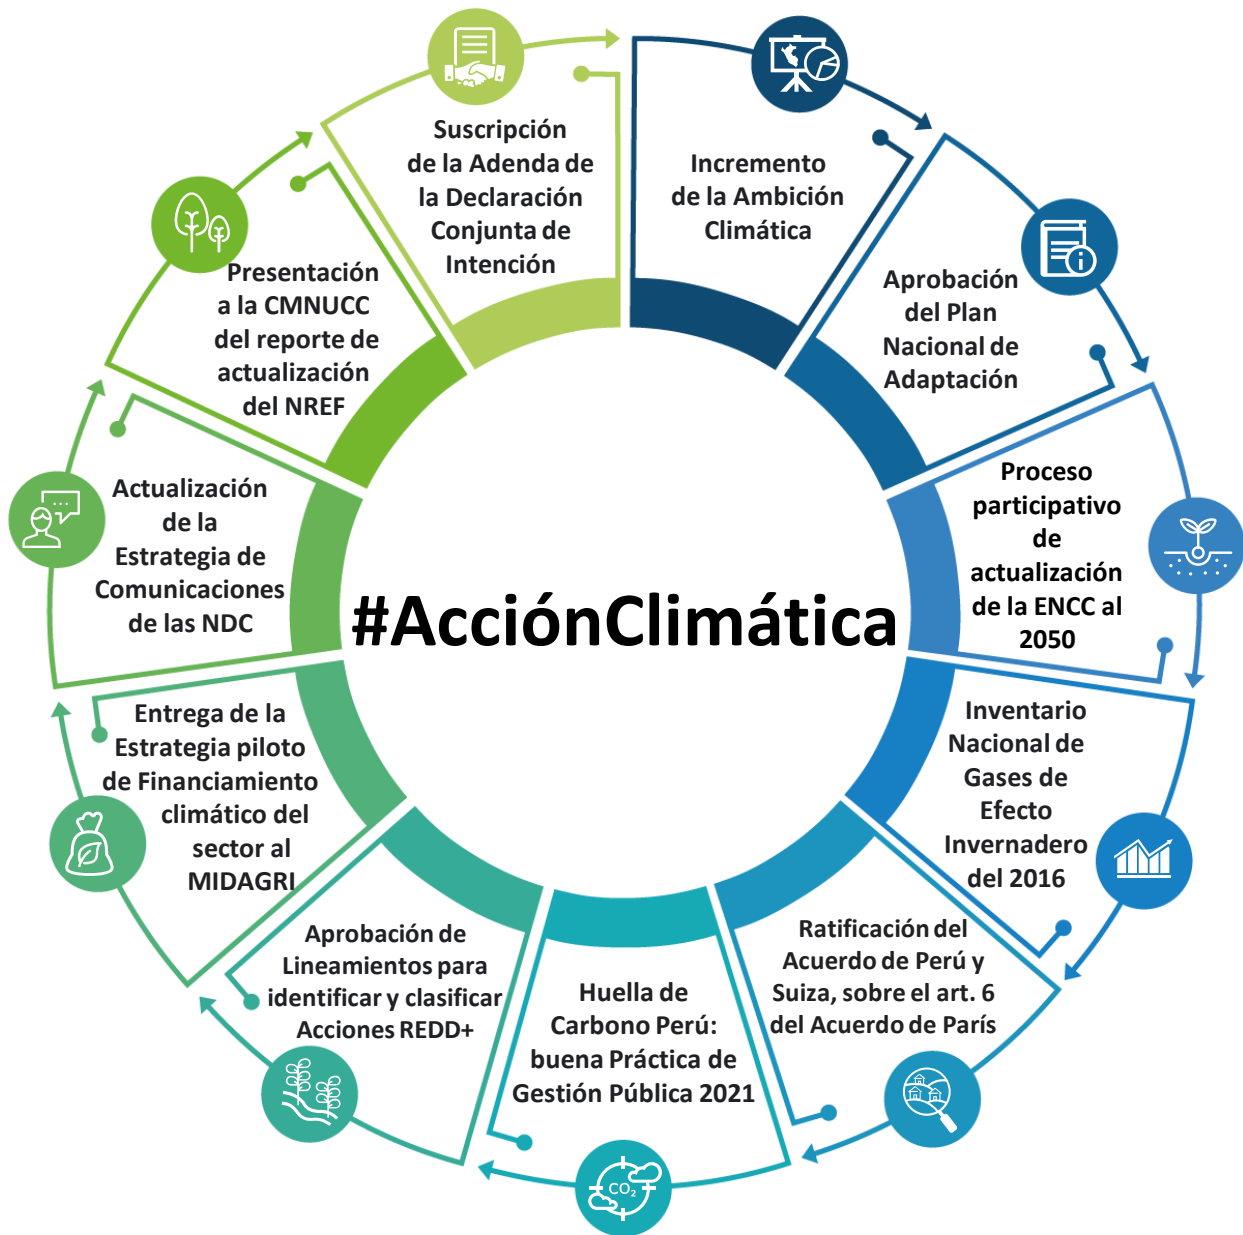 Incremento
de la Ambición
Climática
Aprobación
del Plan
Nacional de
Adaptación
Proceso
participativo
de
actualización
de la ENCC al
2050
Inventario
Nacional de
Gases de
Efecto
Invernadero
del 2016
Ratificación del
Acuerdo de Perú y
Suiza, sobre el art. 6
del Acuerdo de París
Huella de
Carbono Perú:
buena Práctica de
Gestión Pública 2021
CO₂
Aprobación de
Lineamientos para
identificar y clasificar
Acciones REDD+
Entrega de la
Estrategia piloto
de Financiamiento
climático del
sector al
MIDAGRI
Actualización
de la
Estrategia de
Comunicaciones
de las NDC
Presentación
a la CMNUCC
del reporte de
actualización
del NREF
Suscripción
de la Adenda de
la Declaración
Conjunta de
Intención
#AcciónClimática